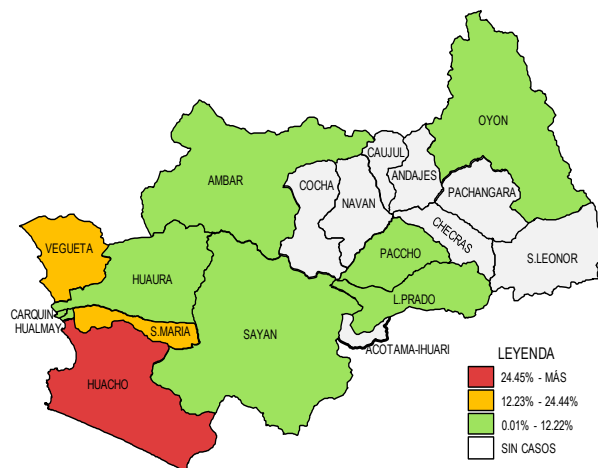 OYON
CAUJUL
ANDAJES
AMBAR
COCHA
NAVAN
PACHANGARA
CHECRAS
VEGUETA
PACCHO
S.LEONOR
HUAURA
L.PRADO
CARQUIN
HUALMAY
S.MARIA
SAYAN
ACOTAMA-IHUARI
HUACHO
LEYENDA
24.45% - MÁS
12.23% - 24.44%
0.01% - 12.22%
SIN CASOS